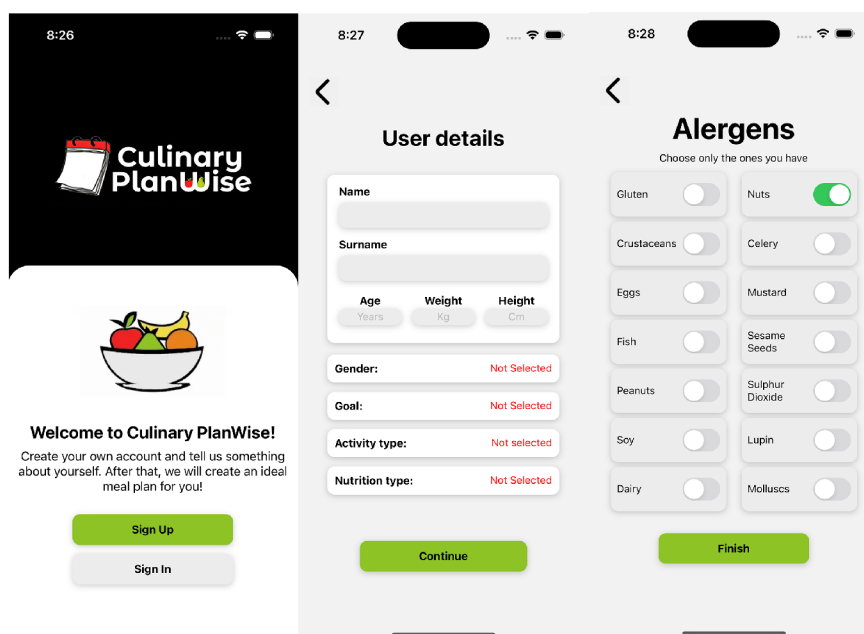 8:26
Culinary
PlanWise
Welcome to Culinary PlanWise!
Create your own account and tell us something
about yourself. After that, we will create an ideal
meal plan for you!
Sign Up
Sign In
8:27
User details
Name
Surname
Age Weight Height
Years Kg Cm
Gender: Not Selected
Goal: Not Selected
Activity type: Not selected
Nutrition type: Not Selected
Continue
8:28
Alergens
Choose only the ones you have
Gluten Nuts
Crustaceans Celery
Eggs Mustard
Fish Sesame
Seeds
Peanuts Sulphur
Dioxide
Soy Lupin
Dairy Molluscs
Finish